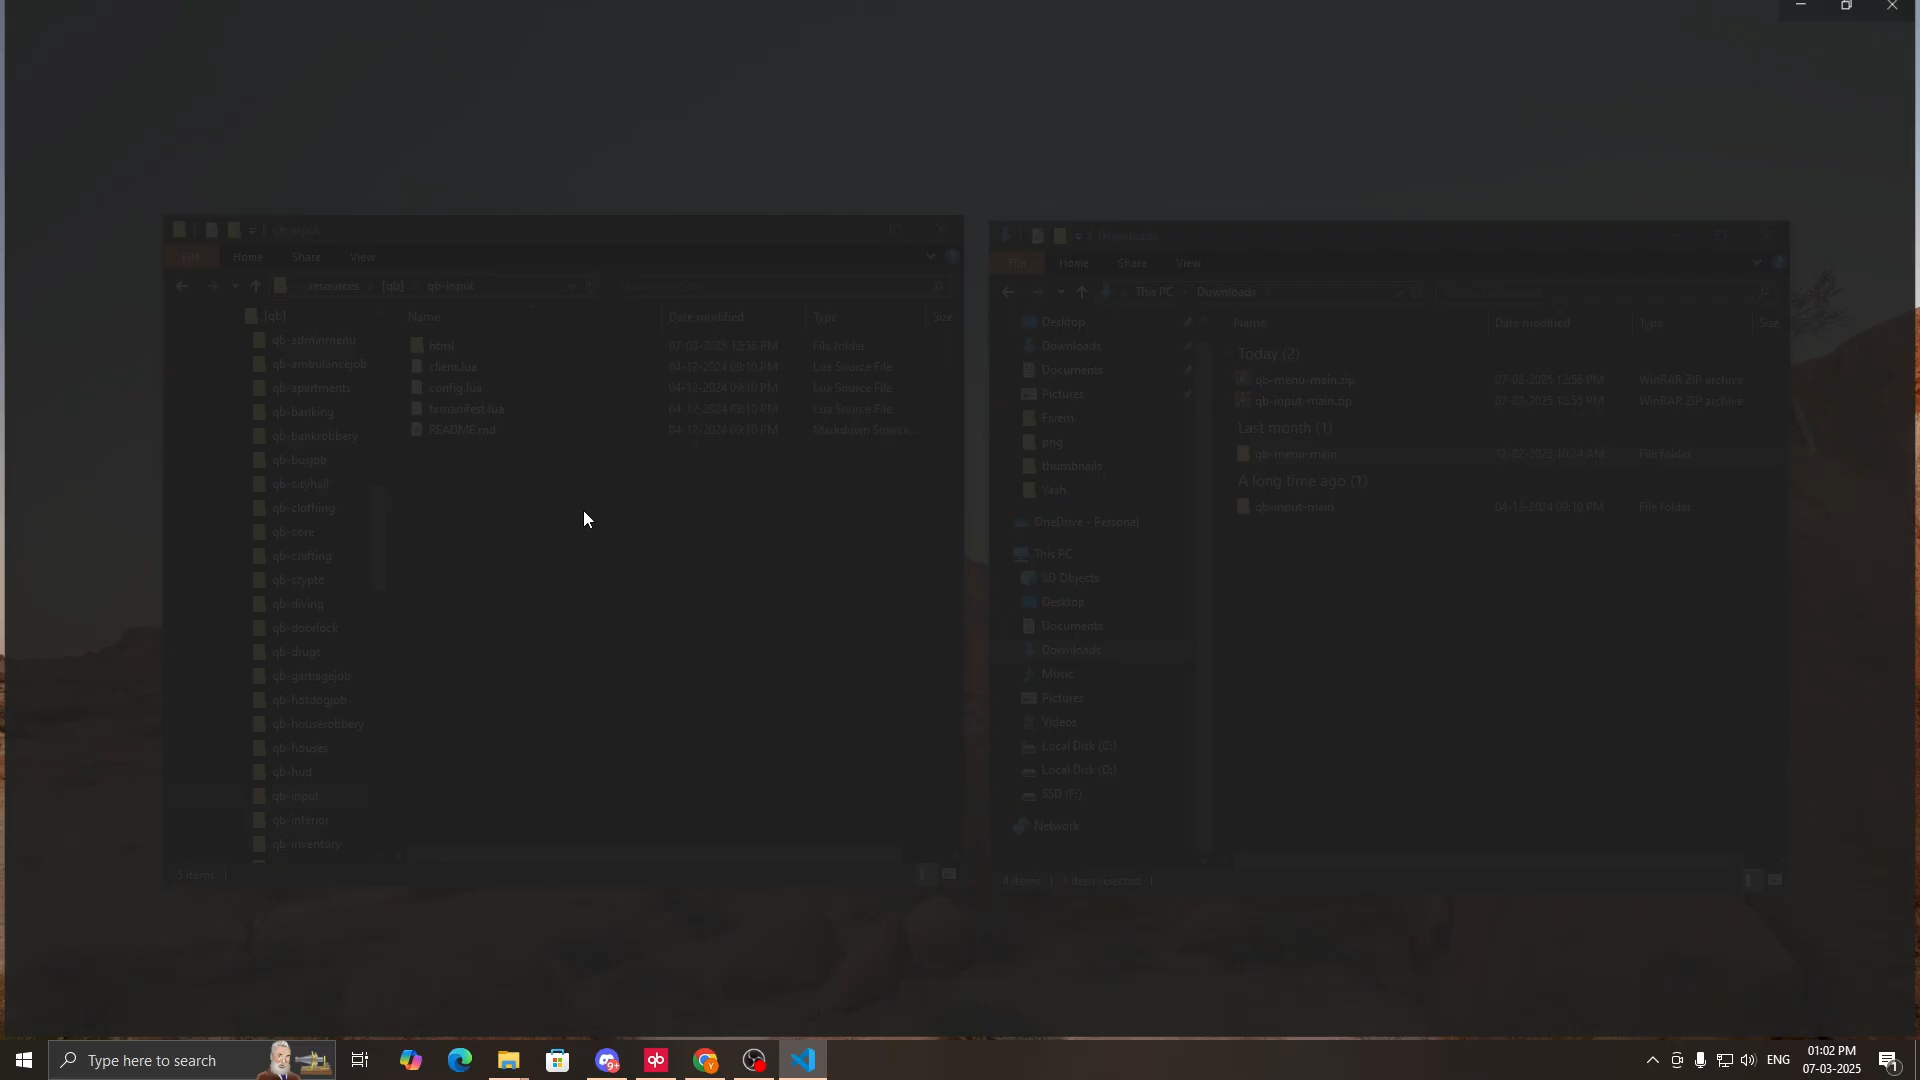 qb-input
File Home Share View
resources [qb] qb-input
[qb]
qb-adminmenu
qb-ambulancejob
qb-apartments
qb-banking
qb-bankrobbery
qb-busjob
qb-cityhall
qb-clothing
qb-core
qb-crafting
qb-crypto
qb-diving
qb-doorlock
qb-drugs
qb-garbagejob
qb-hotdogjob
qb-houserobbery
qb-houses
qb-hud
qb-input
qb-interior
qb-inventory
Name Date modified Type Size
html 07-03-2025 12:58 PM File folder
client.lua 04-12-2024 09:10 PM Lua Source File
config.lua 04-12-2024 09:10 PM Lua Source File
fxmanifest.lua 04-12-2024 09:10 PM Lua Source File
README.md 04-12-2024 09:10 PM Markdown Source...
5 items
Downloads
File Home Share View
This PC Downloads
Desktop
Downloads
Documents
Pictures
Fivem
png
thumbnails
Yash
OneDrive - Personal
This PC
3D Objects
Desktop
Documents
Downloads
Music
Pictures
Videos
Local Disk (C:)
Local Disk (D:)
SSD (F:)
Network
Name Date modified Type Size
Today (2)
qb-menu-main.zip 07-03-2025 12:56 PM WinRAR ZIP archive
qb-input-main.zip 07-03-2025 12:55 PM WinRAR ZIP archive
Last month (1)
qb-menu-main 12-02-2025 10:24 AM File folder
A long time ago (1)
qb-input-main 04-12-2024 09:10 PM File folder
4 items 1 item selected
Type here to search
9+
qb
ENG
01:02 PM
07-03-2025
1